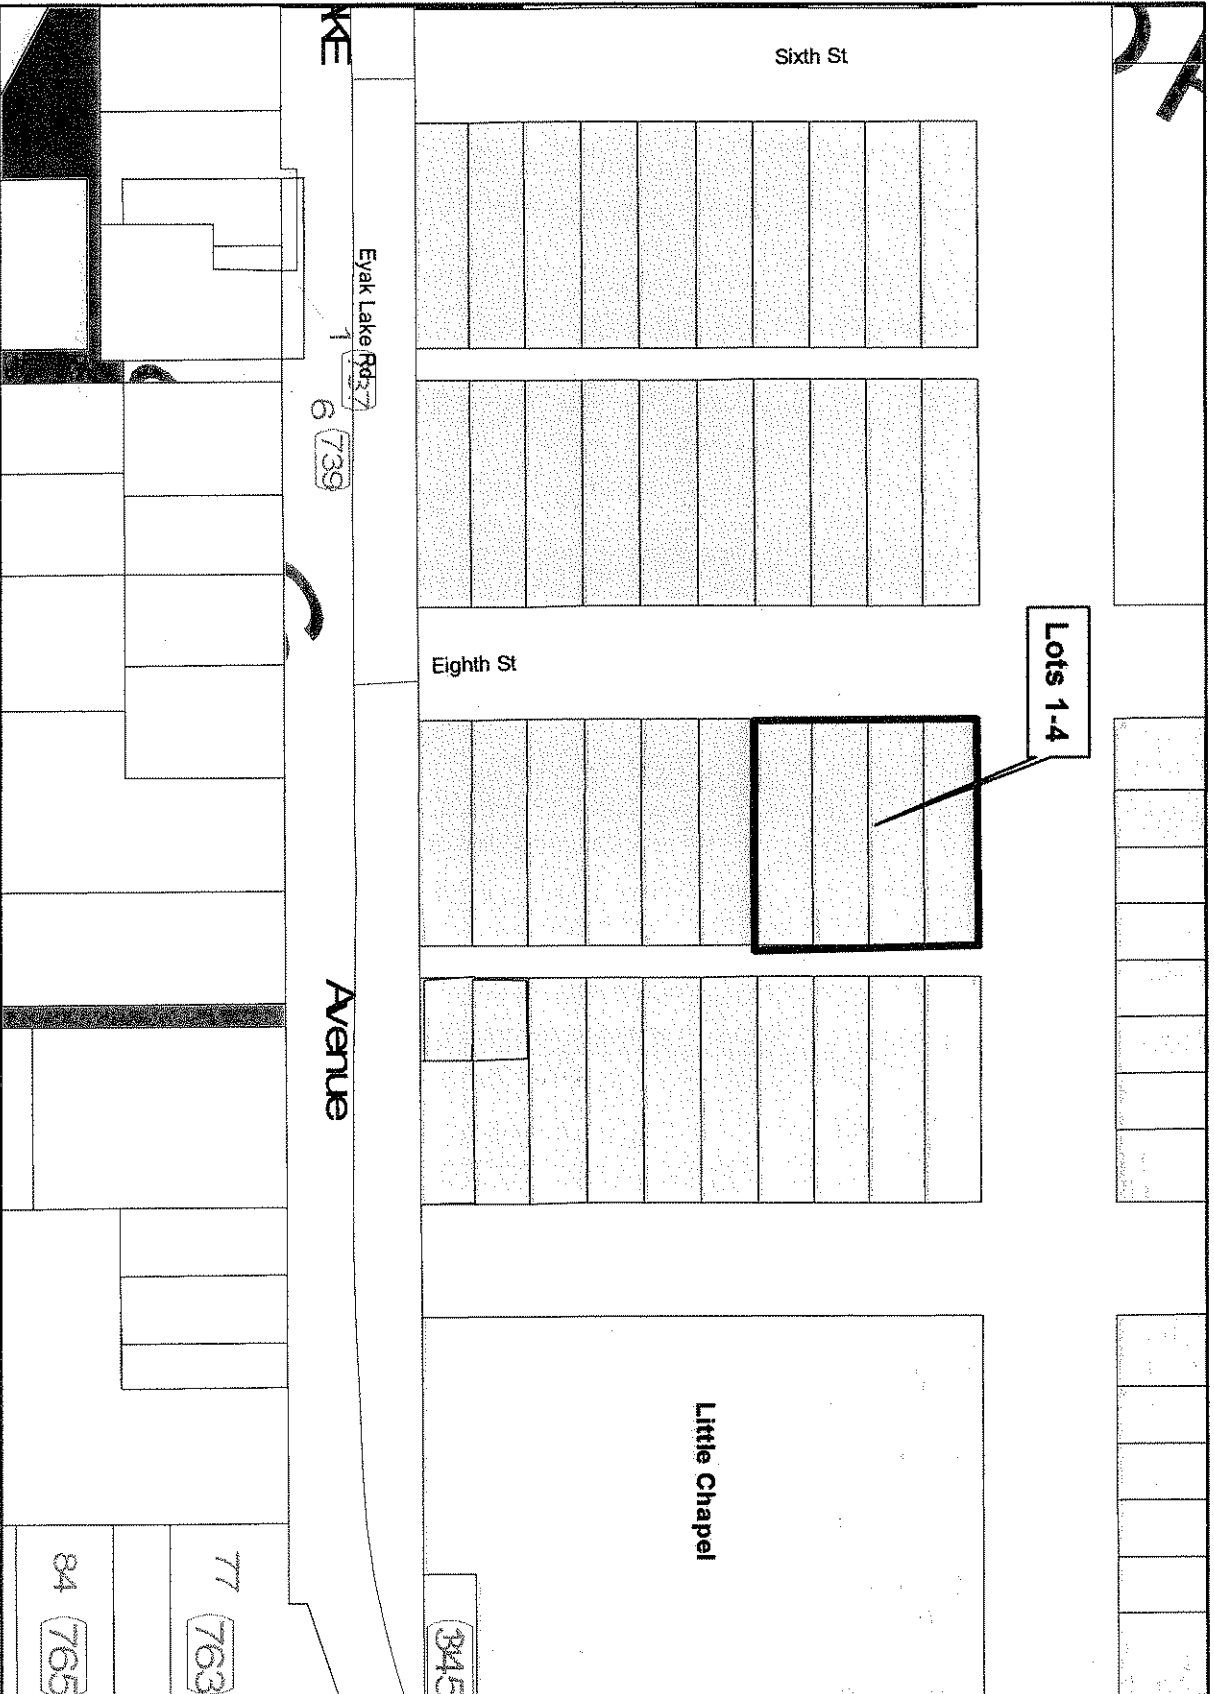 Sixth St
KE
Eyak Lake Rd
1
6 (739)
Eighth St
Lots 1-4
Avenue
Little Chapel
77 (763
84 (765
(345